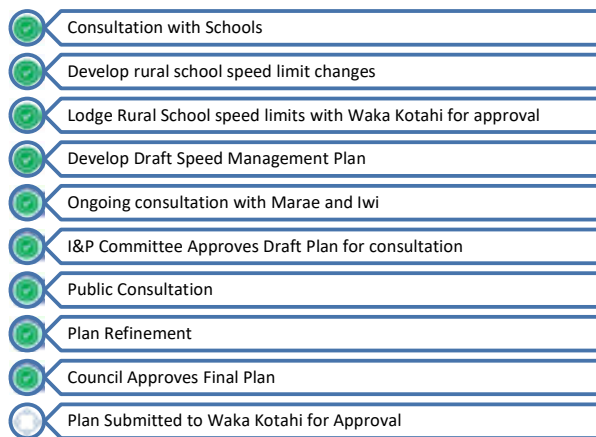 Consultation with Schools
Develop rural school speed limit changes
Lodge Rural School speed limits with Waka Kotahi for approval
Develop Draft Speed Management Plan
Ongoing consultation with Marae and Iwi
I&P Committee Approves Draft Plan for consultation
Public Consultation
Plan Refinement
Council Approves Final Plan
Plan Submitted to Waka Kotahi for Approval